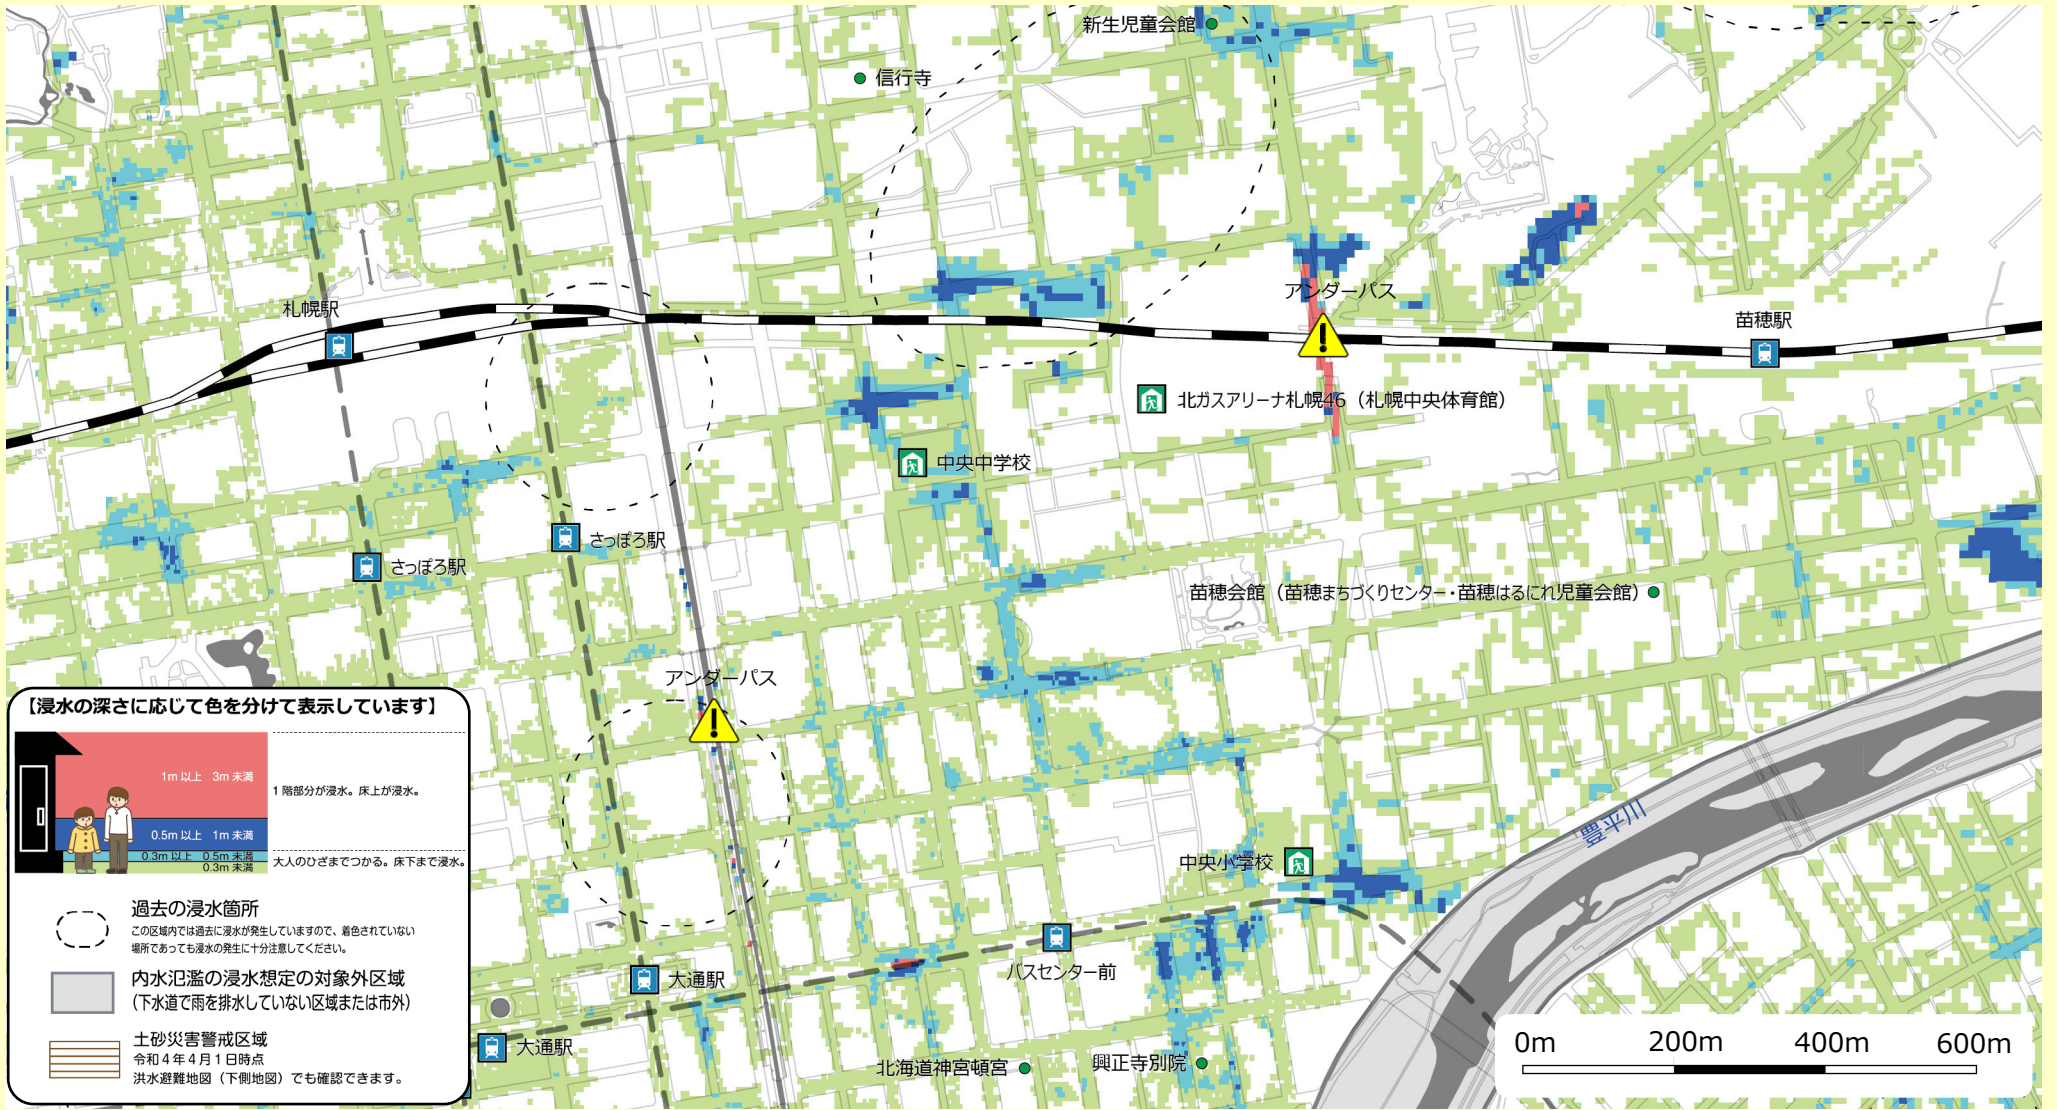 新生児童会館
信行寺
札幌駅
アンダーパス
苗穂駅
北ガスアリーナ札幌46（札幌中央体育館）
中央中学校
さっぽろ駅
さっぽろ駅
苗穂会館（苗穂まちづくりセンター・苗穂はるにれ児童会館）
アンダーパス
豊平川
中央小学校
バスセンター前
大通駅
大通駅
北海道神宮頓宮
興正寺別院
【浸水の深さに応じて色を分けて表示しています】
1m 以上　3m 未満
1 階部分が浸水。床上が浸水。
0.5m 以上　1m 未満
0.3m 以上　0.5m 未満
大人のひざまでつかる。床下まで浸水。
0.3m 未満
過去の浸水箇所
この区域内では過去に浸水が発生していますので、着色されていない
場所であっても浸水の発生に十分注意してください。
内水氾濫の浸水想定の対象外区域
（下水道で雨を排水していない区域または市外）
土砂災害警戒区域
令和４年４月１日時点
洪水避難地図（下側地図）でも確認できます。
0m 200m 400m 600m